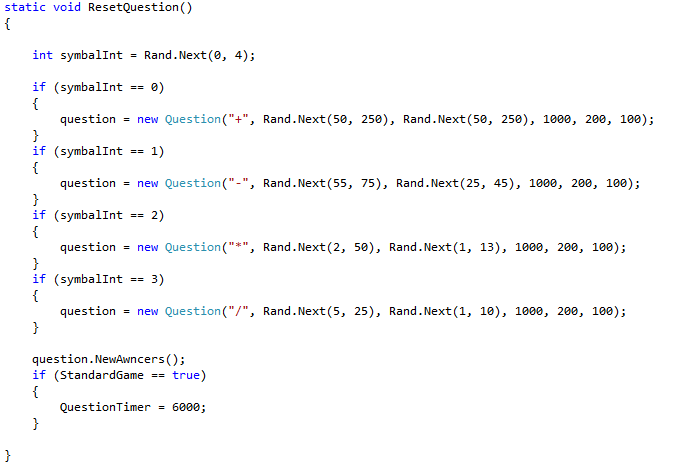 static void ResetQuestion()
{
int symbalInt = Rand.Next(0, 4);
if (symbalInt == 0)
{
question = new Question("+", Rand.Next(50, 250), Rand.Next(50, 250), 1000, 200, 100);
}
if (symbalInt == 1)
{
question = new Question("-", Rand.Next(55, 75), Rand.Next(25, 45), 1000, 200, 100);
}
if (symbalInt == 2)
{
question = new Question("*", Rand.Next(2, 50), Rand.Next(1, 13), 1000, 200, 100);
}
if (symbalInt == 3)
{
question = new Question("/", Rand.Next(5, 25), Rand.Next(1, 10), 1000, 200, 100);
}
question.NewAwncers();
if (StandardGame == true)
{
QuestionTimer = 6000;
}
}